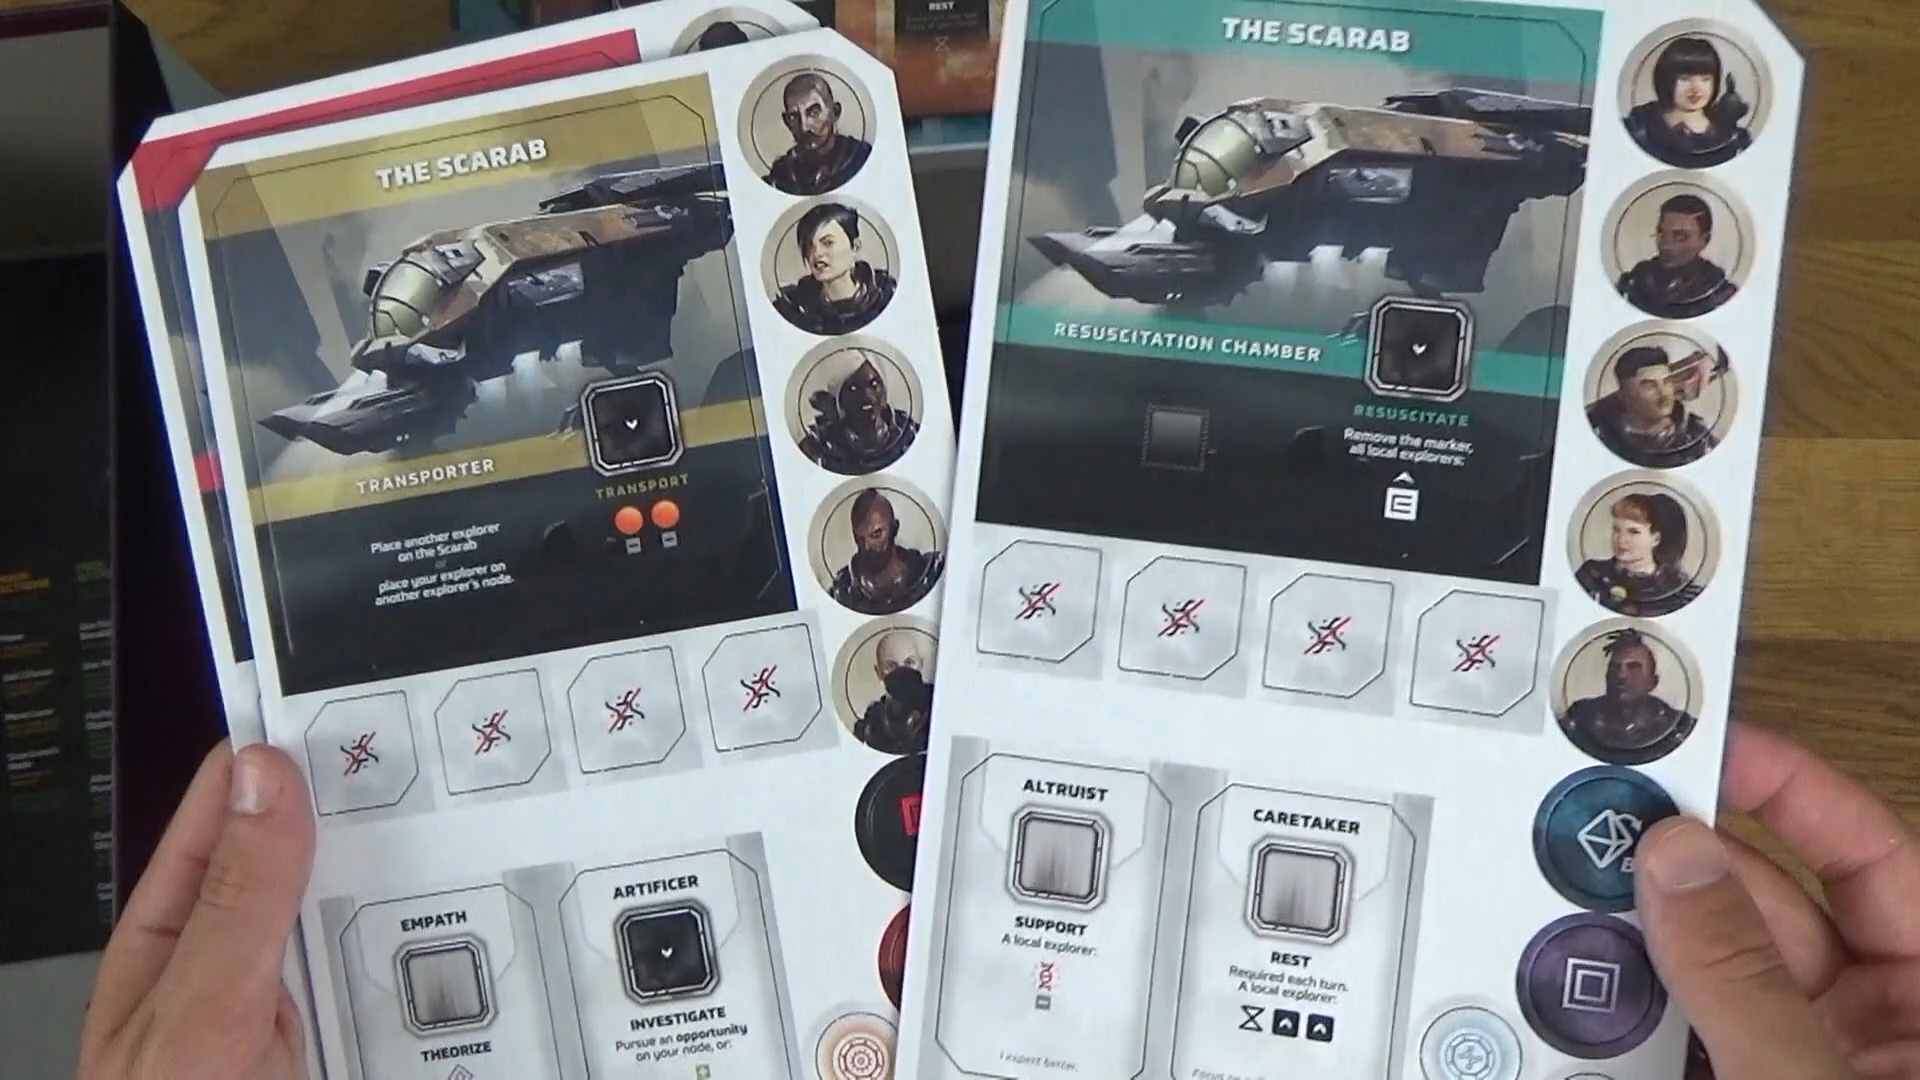 REST
THE SCARAB
TRANSPORTER
TRANSPORT
Place another explorer
on the Scarab
or
place your explorer on
another explorer's node.
EMPATH
THEORIZE
ARTIFICER
INVESTIGATE
Pursue an opportunity
on your node, or:
THE SCARAB
RESUSCITATION CHAMBER
RESUSCITATE
Remove the marker,
all local explorers:
E
ALTRUIST
SUPPORT
A local explorer:
I expect better.
CARETAKER
REST
Required each turn.
A local explorer:
B